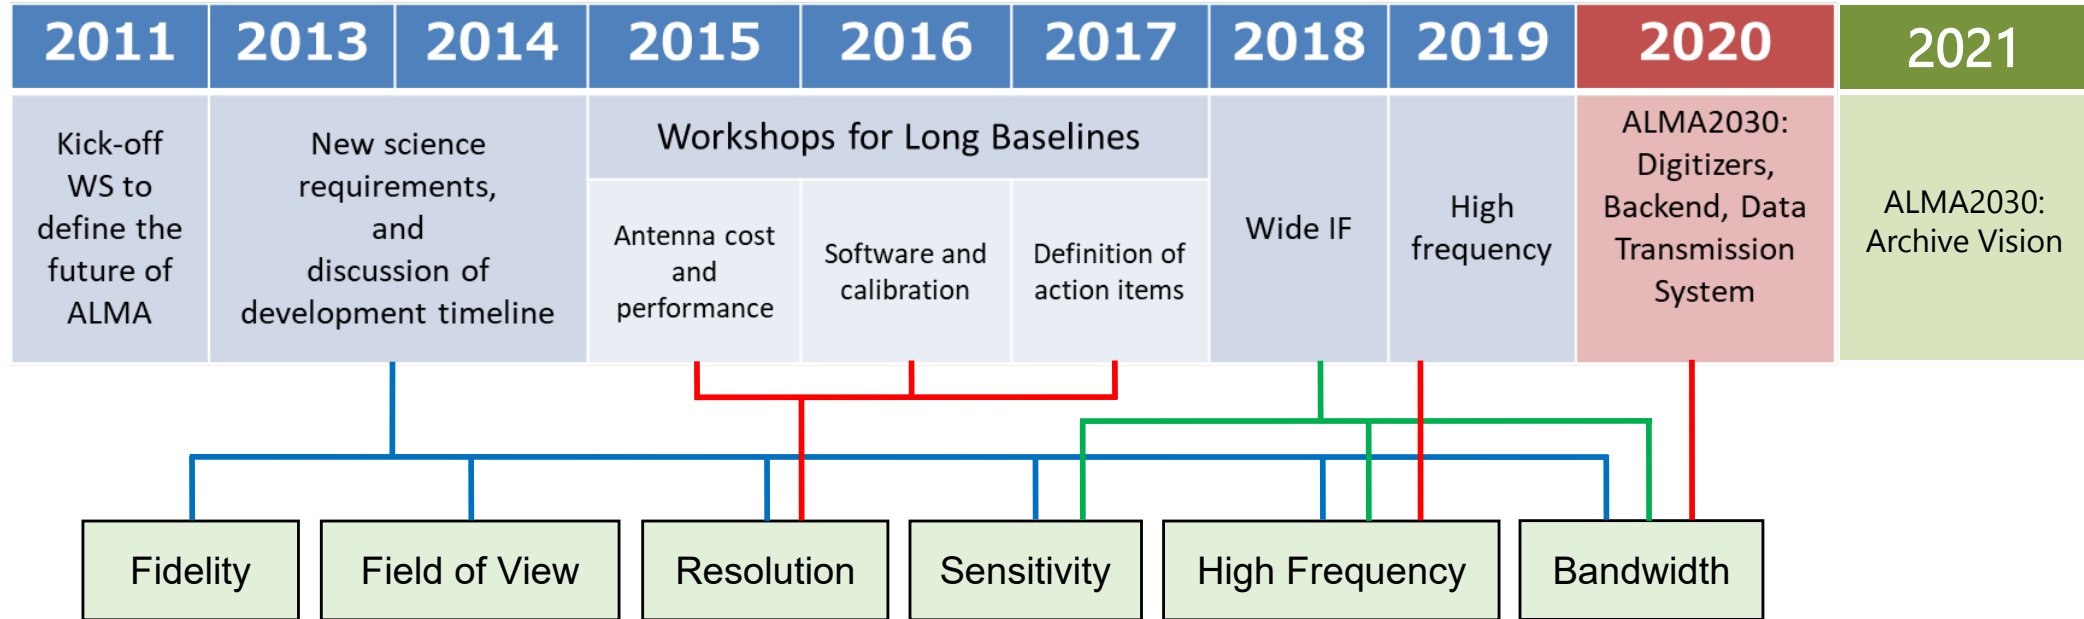 2011
2013
2014
2015
2016
2017
2018
2019
2020
2021
Kick-off
WS to
define the
future of
ALMA
New science
requirements,
and
discussion of
development timeline
Workshops for Long Baselines
Antenna cost
and
performance
Software and
calibration
Definition of
action items
Wide IF
High
frequency
ALMA2030:
Digitizers,
Backend, Data
Transmission
System
ALMA2030:
Archive Vision
Fidelity
Field of View
Resolution
Sensitivity
High Frequency
Bandwidth